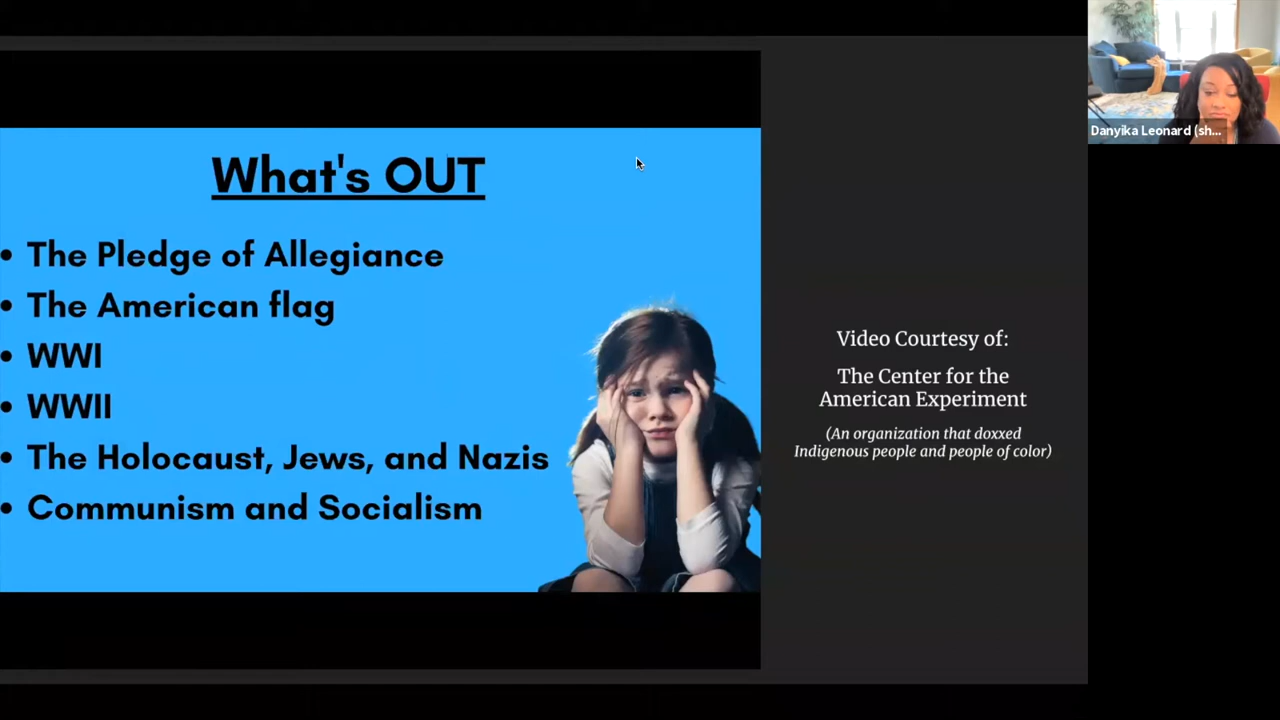 What's OUT
• The Pledge of Allegiance
• The American flag
• WWI
• WWII
• The Holocaust, Jews, and Nazis
• Communism and Socialism
Video Courtesy of:
The Center for the
American Experiment
(An organization that doxxed
Indigenous people and people of color)
Danyika Leonard (sh...